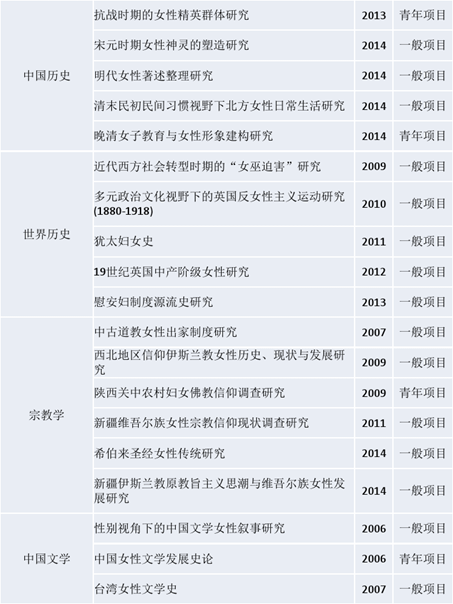 中国历史
抗战时期的女性精英群体研究 2013 青年项目
宋元时期女性神灵的塑造研究 2014 一般项目
明代女性著述整理研究 2014 一般项目
清末民初民间习惯视野下北方女性日常生活研究 2014 一般项目
晚清女子教育与女性形象建构研究 2014 青年项目
世界历史
近代西方社会转型时期的“女巫迫害”研究 2009 一般项目
多元政治文化视野下的英国反女性主义运动研究
(1880-1918) 2010 一般项目
犹太妇女史 2011 一般项目
19世纪英国中产阶级女性研究 2012 一般项目
慰安妇制度源流史研究 2013 一般项目
宗教学
中古道教女性出家制度研究 2007 一般项目
西北地区信仰伊斯兰教女性历史、现状与发展研
究 2009 一般项目
陕西关中农村妇女佛教信仰调查研究 2009 青年项目
新疆维吾尔族女性宗教信仰现状调查研究 2011 一般项目
希伯来圣经女性传统研究 2014 一般项目
新疆伊斯兰教原教旨主义思潮与维吾尔族女性发
展研究 2014 一般项目
中国文学
性别视角下的中国文学女性叙事研究 2006 一般项目
中国女性文学发展史论 2006 青年项目
台湾女性文学史 2007 一般项目